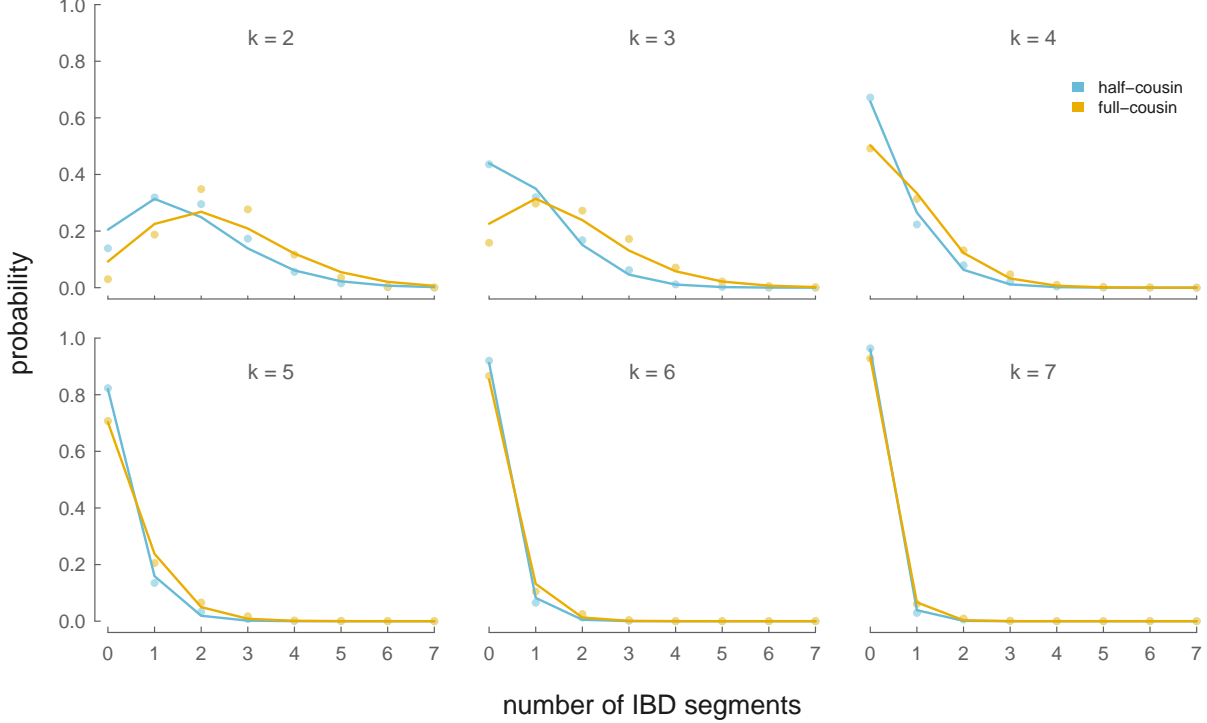 k = 2
k = 3
k = 4
half−cousin
full−cousin
1.0
0.8
0.6
0.4
0.2
0.0
k = 5
k = 6
k = 7
1.0
0.8
0.6
0.4
0.2
0.0
0 1 2 3 4 5 6 7
0 1 2 3 4 5 6 7
0 1 2 3 4 5 6 7
probability
number of IBD segments